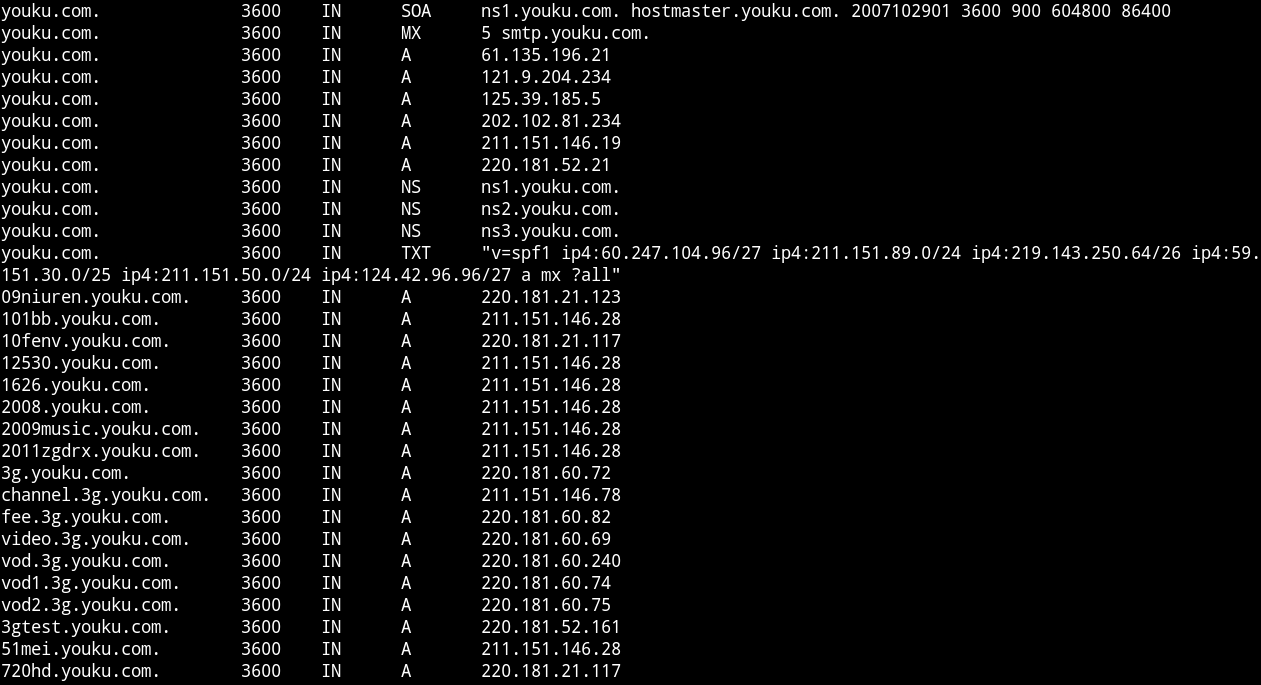 youku.com. 3600 IN SOA ns1.youku.com. hostmaster.youku.com. 2007102901 3600 900 604800 86400
youku.com. 3600 IN MX 5 smtp.youku.com.
youku.com. 3600 IN A 61.135.196.21
youku.com. 3600 IN A 121.9.204.234
youku.com. 3600 IN A 125.39.185.5
youku.com. 3600 IN A 202.102.81.234
youku.com. 3600 IN A 211.151.146.19
youku.com. 3600 IN A 220.181.52.21
youku.com. 3600 IN NS ns1.youku.com.
youku.com. 3600 IN NS ns2.youku.com.
youku.com. 3600 IN NS ns3.youku.com.
youku.com. 3600 IN TXT "v=spf1 ip4:60.247.104.96/27 ip4:211.151.89.0/24 ip4:219.143.250.64/26 ip4:59.
151.30.0/25 ip4:211.151.50.0/24 ip4:124.42.96.96/27 a mx ?all"
09niuren.youku.com. 3600 IN A 220.181.21.123
101bb.youku.com. 3600 IN A 211.151.146.28
10fenv.youku.com. 3600 IN A 220.181.21.117
12530.youku.com. 3600 IN A 211.151.146.28
1626.youku.com. 3600 IN A 211.151.146.28
2008.youku.com. 3600 IN A 211.151.146.28
2009music.youku.com. 3600 IN A 211.151.146.28
2011zgdrx.youku.com. 3600 IN A 211.151.146.28
3g.youku.com. 3600 IN A 220.181.60.72
channel.3g.youku.com. 3600 IN A 211.151.146.78
fee.3g.youku.com. 3600 IN A 220.181.60.82
video.3g.youku.com. 3600 IN A 220.181.60.69
vod.3g.youku.com. 3600 IN A 220.181.60.240
vod1.3g.youku.com. 3600 IN A 220.181.60.74
vod2.3g.youku.com. 3600 IN A 220.181.60.75
3gtest.youku.com. 3600 IN A 220.181.52.161
51mei.youku.com. 3600 IN A 211.151.146.28
720hd.youku.com. 3600 IN A 220.181.21.117